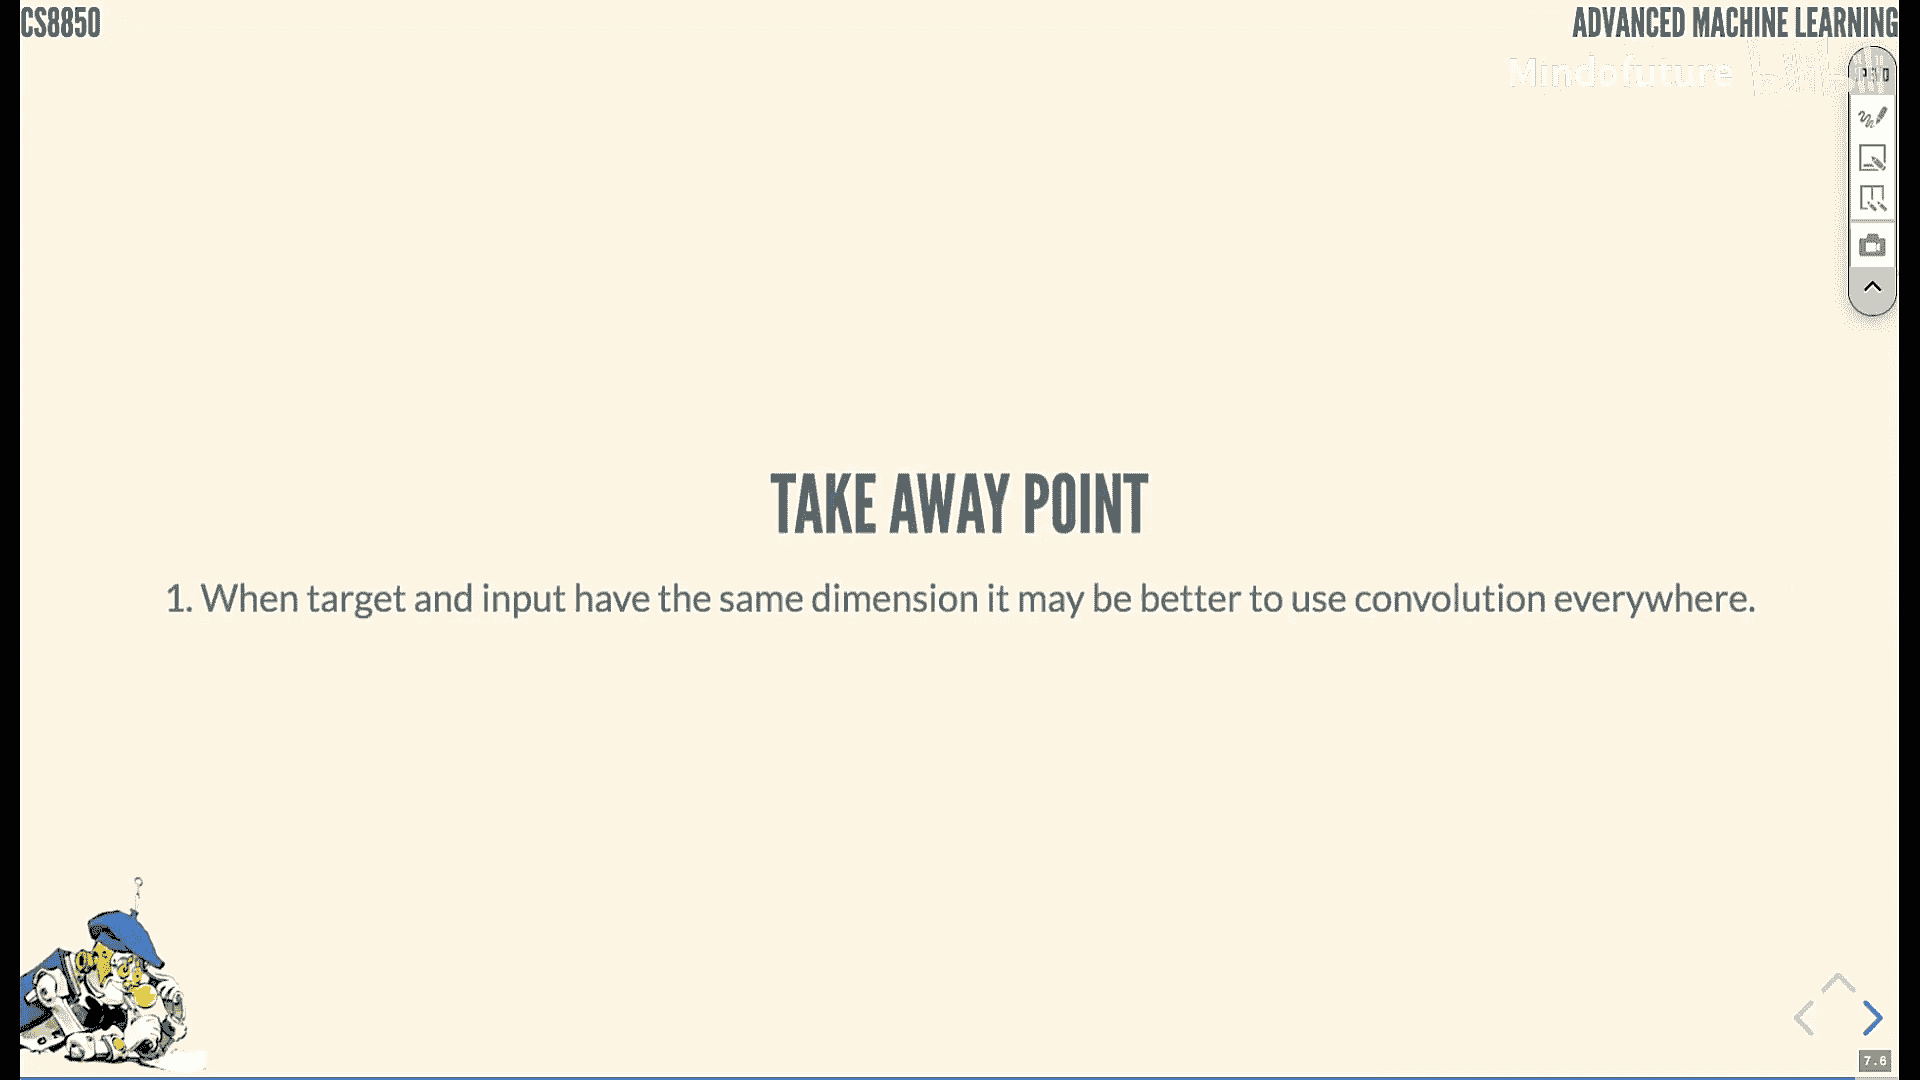 CS8850
ADVANCED MACHINE LEARNING
Mindofuture
TAKE AWAY POINT
1. When target and input have the same dimension it may be better to use convolution everywhere.
7.6